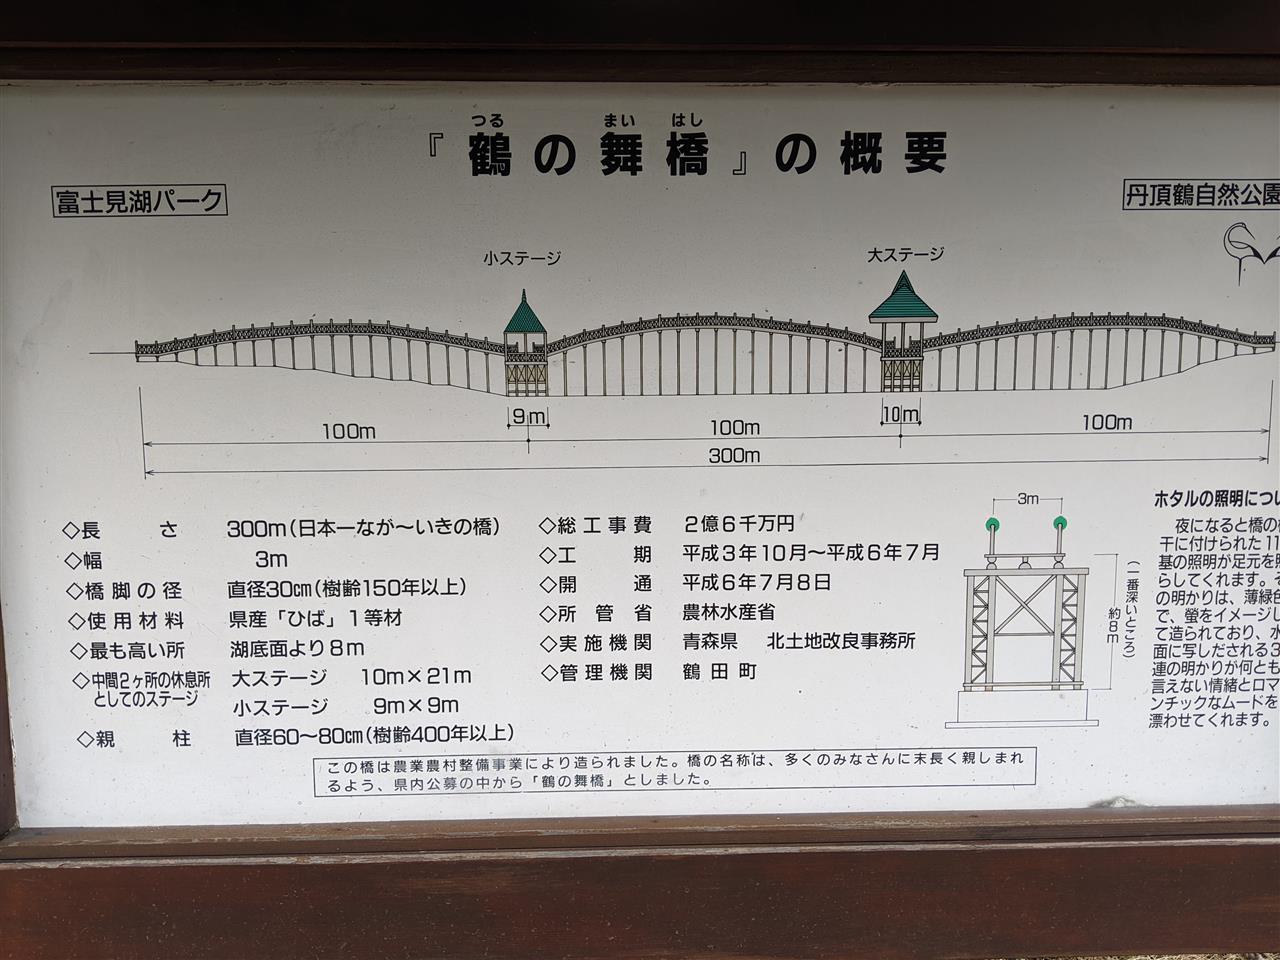 つる まい はし
『鶴の舞橋』の概要
富士見湖パーク
丹頂鶴自然公園
小ステージ
大ステージ
9m
10m
100m
100m
100m
300m
◇長さ 300m(日本一なが〜いきの橋)
◇幅 3m
◇橋脚の径 直径30㎝(樹齢150年以上)
◇使用材料 県産「ひば」1等材
◇最も高い所 湖底面より8m
◇中間2ヶ所の休息所
としてのステージ
大ステージ 10m×21m
小ステージ 9m×9m
◇親柱 直径60〜80㎝(樹齢400年以上)
◇総工事費 2億6千万円
◇工期 平成3年10月〜平成6年7月
◇開通 平成6年7月8日
◇所管省 農林水産省
◇実施機関 青森県 北土地改良事務所
◇管理機関 鶴田町
3m
約8m
(一番深いところ)
ホタルの照明につい
夜になると橋の
干に付けられた11
基の照明が足元を照
らしてくれます。そ
の明かりは、薄緑色
で、蛍をイメージし
て造られており、水
面に写しだされる3
連の明かりが何とも
言えない情緒とロマ
ンチックなムードを
漂わせてくれます。
この橋は農業農村整備事業により造られました。橋の名称は、多くのみなさんに末長く親しまれ
るよう、県内公募の中から「鶴の舞橋」としました。